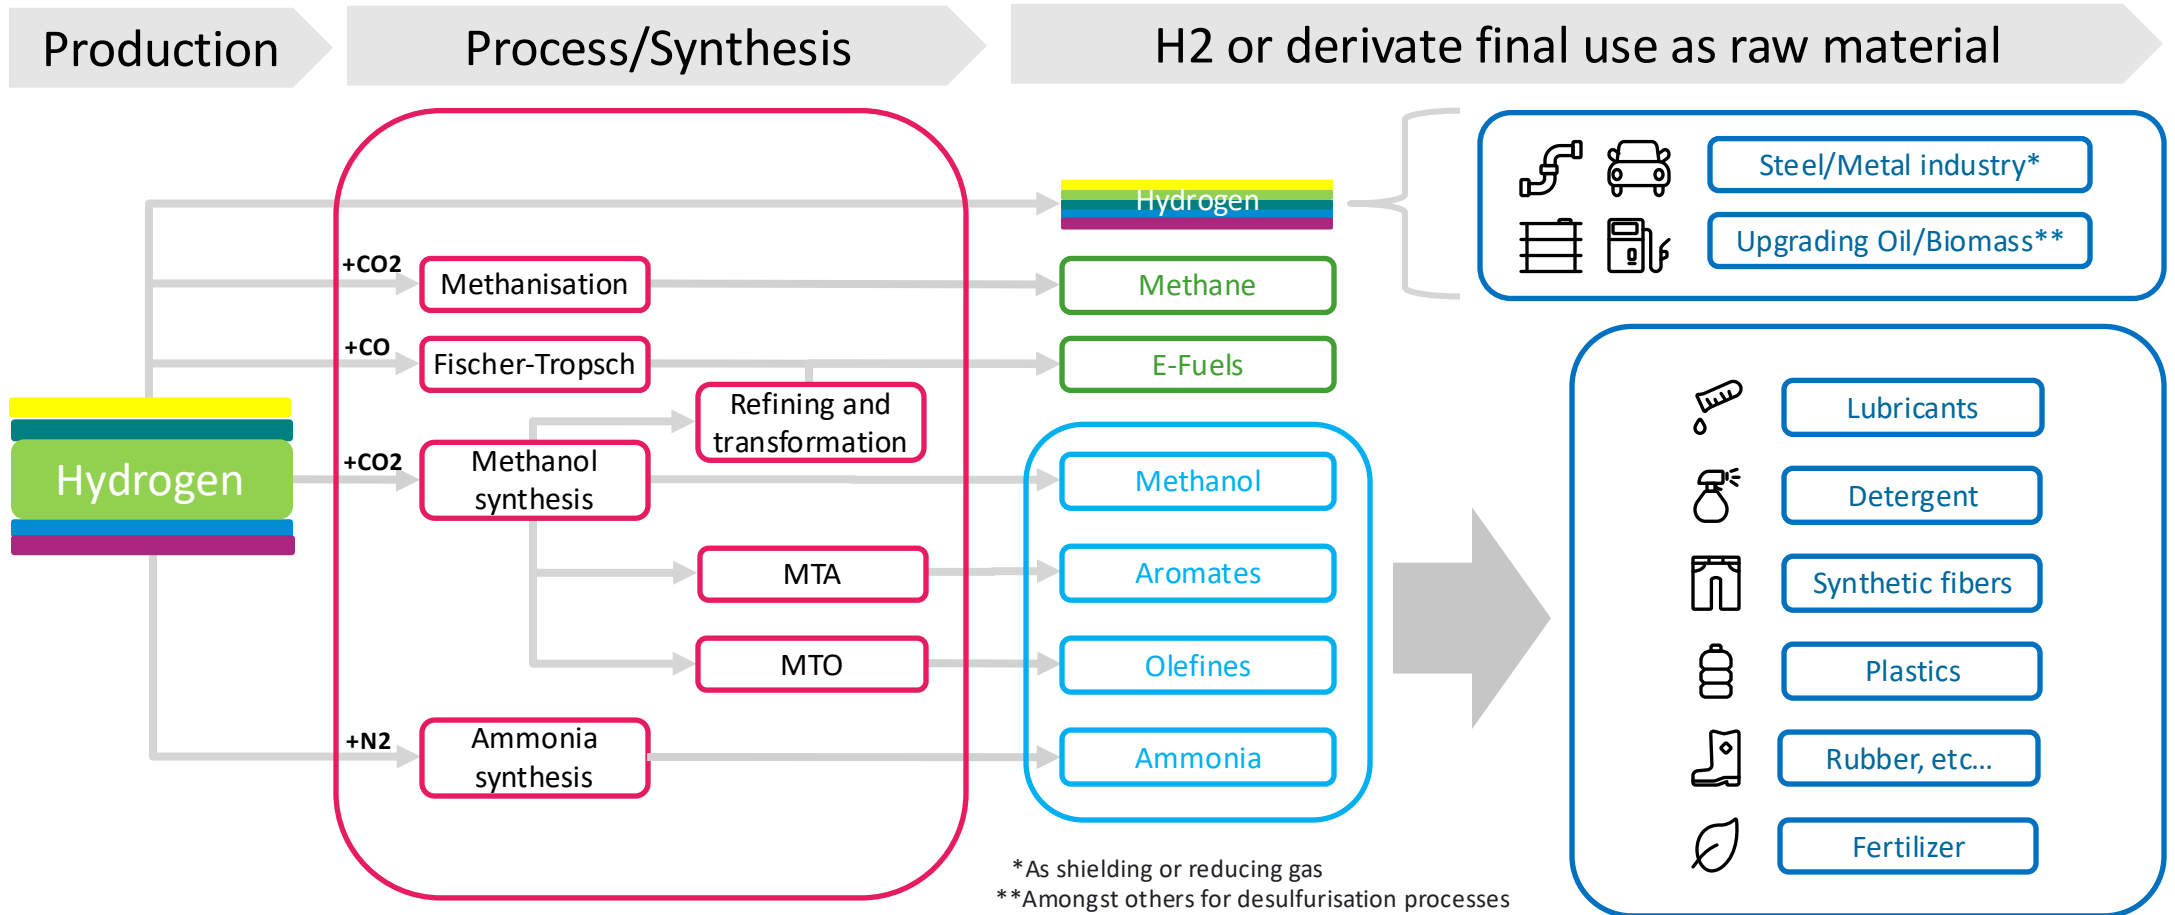 Production
Process/Synthesis
H2 or derivate final use as raw material
Hydrogen
Steel/Metal industry*
Upgrading Oil/Biomass**
+CO2
Methanisation
Methane
+CO
Fischer-Tropsch
E-Fuels
Refining and
transformation
Hydrogen
+CO2
Methanol
synthesis
Methanol
MTA
Aromates
MTO
Olefines
+N2
Ammonia
synthesis
Ammonia
Lubricants
Detergent
Synthetic fibers
Plastics
Rubber, etc...
Fertilizer
*As shielding or reducing gas
**Amongst others for desulfurisation processes